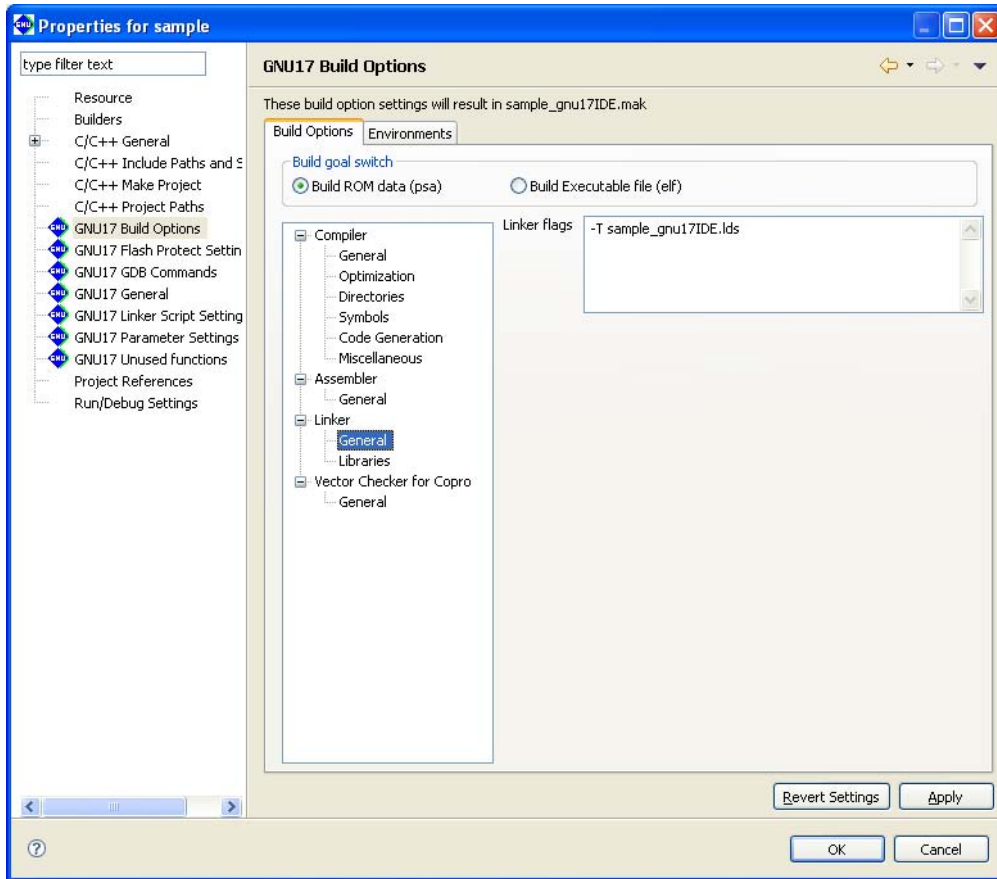 Properties for sample
type filter text
Resource
Builders
C/C++ General
C/C++ Include Paths and S
C/C++ Make Project
C/C++ Project Paths
GNU17 Build Options
GNU17 Flash Protect Settin
GNU17 GDB Commands
GNU17 General
GNU17 Linker Script Setting
GNU17 Parameter Settings
GNU17 Unused functions
Project References
Run/Debug Settings
GNU17 Build Options
These build option settings will result in sample_gnu17IDE.mak
Build Options Environments
Build goal switch
Build ROM data (psa) Build Executable file (elf)
Compiler
General
Optimization
Directories
Symbols
Code Generation
Miscellaneous
Assembler
General
Linker
General
Libraries
Vector Checker for Copro
General
Linker flags -T sample_gnu17IDE.lds
Revert Settings Apply
OK Cancel